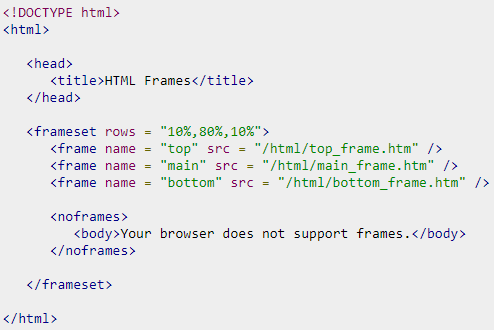 <!DOCTYPE html>
<html>
<head>
<title>HTML Frames</title>
</head>
<frameset rows = "10%,80%,10%">
<frame name = "top" src = "/html/top_frame.htm" />
<frame name = "main" src = "/html/main_frame.htm" />
<frame name = "bottom" src = "/html/bottom_frame.htm" />
<noframes>
<body>Your browser does not support frames.</body>
</noframes>
</frameset>
</html>